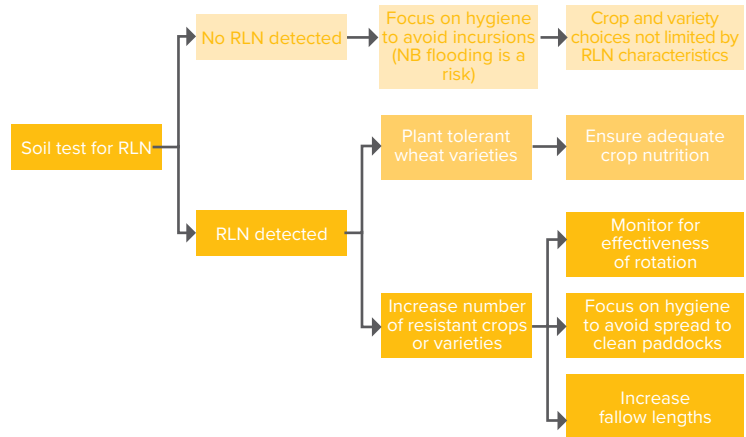 Soil test for RLN
No RLN detected
Focus on hygiene
to avoid incursions
(NB flooding is a
risk)
Crop and variety
choices not limited by
RLN characteristics
RLN detected
Plant tolerant
wheat varieties
Ensure adequate
crop nutrition
Increase number
of resistant crops
or varieties
Monitor for
effectiveness
of rotation
Focus on hygiene
to avoid spread to
clean paddocks
Increase
fallow lengths